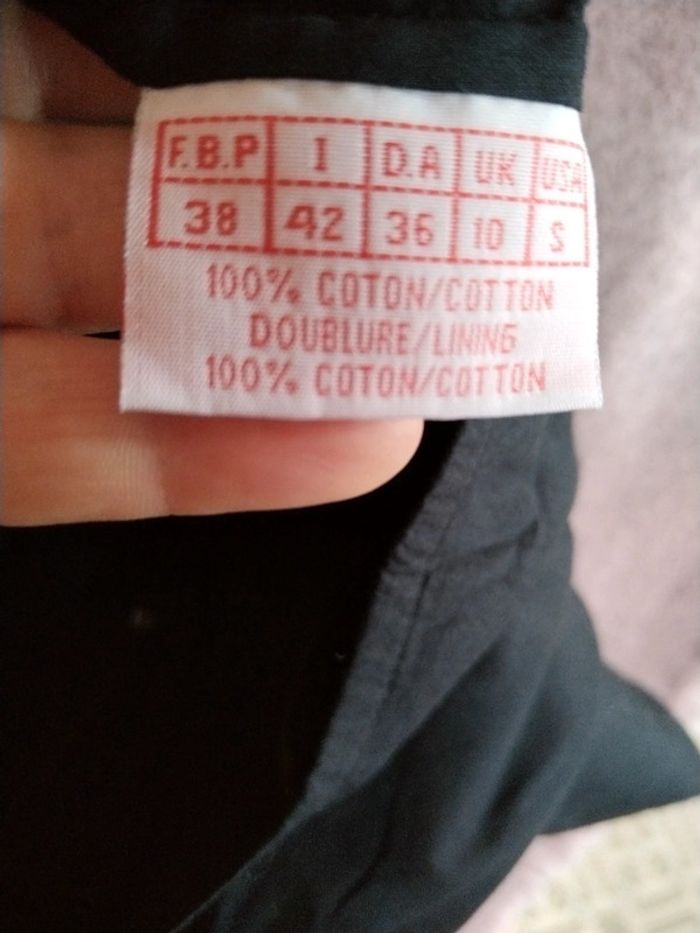 F.B.P I D.A UK USA
38 42 36 10 S
100% COTON/COTTON
DOUBLURE/LINING
100% COTON/COTTON